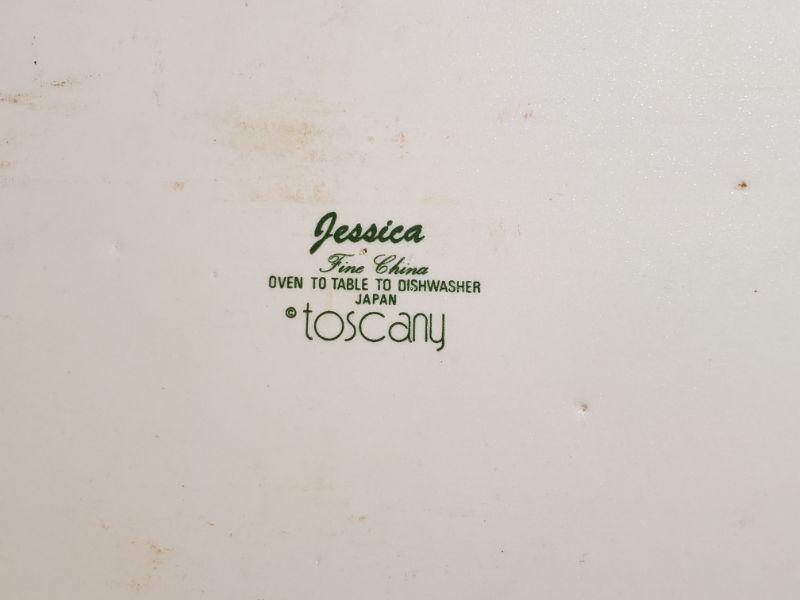 Jessica
Fine China
OVEN TO TABLE TO DISHWASHER
JAPAN
©toscany